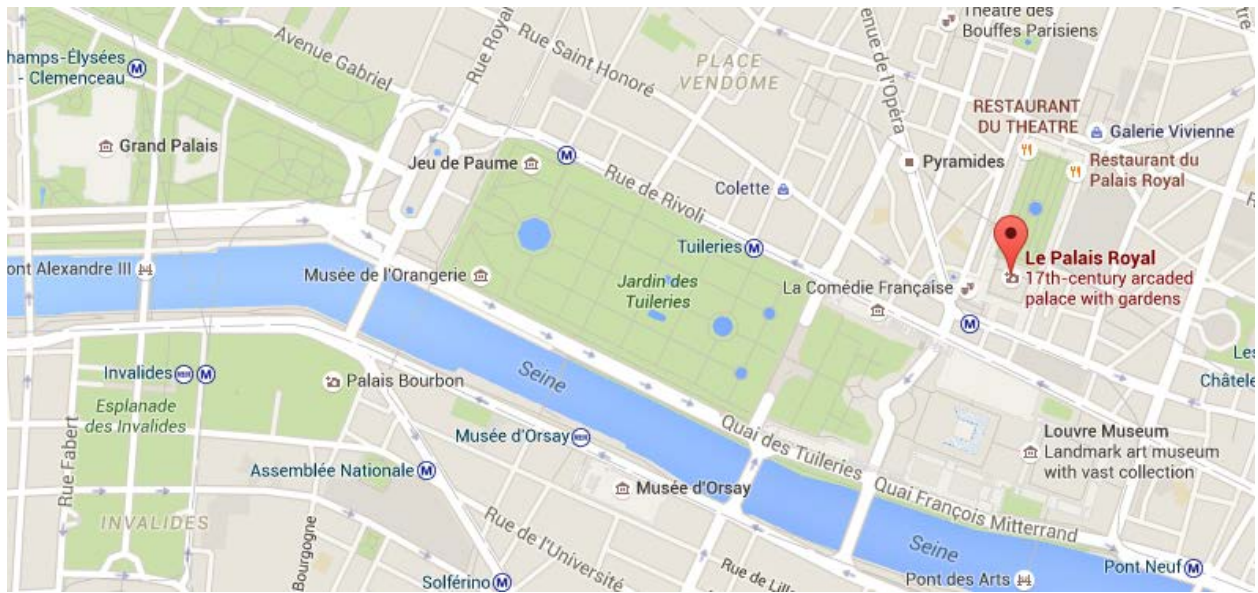 Théâtre des
Bouffes Parisiens
Avenue Gabriel
Rue Royal
Rue Saint Honoré
PLACE
VENDÔME
enue de l'Opéra
hamps-Élysées
- Clemenceau
Grand Palais
Jeu de Paume
Rue de Rivoli
Colette
Pyramides
RESTAURANT
DU THEATRE
Galerie Vivienne
Restaurant du
Palais Royal
Tuileries
Le Palais Royal
17th-century arcaded
palace with gardens
ont Alexandre III
Musée de l'Orangerie
Jardin des
Tuileries
La Comédie Française
Invalides
RER
Esplanade
des Invalides
Palais Bourbon
Seine
Les
Châtele
Rue Fabert
Musée d'Orsay
RER
Quai des Tuileries
Louvre Museum
Landmark art museum
with vast collection
Assemblée Nationale
Musée d'Orsay
Quai François Mitterrand
INVALIDES
Bourgogne
Rue de l'Université
Seine
Solférino
Rue de Lille
Pont des Arts
Pont Neuf